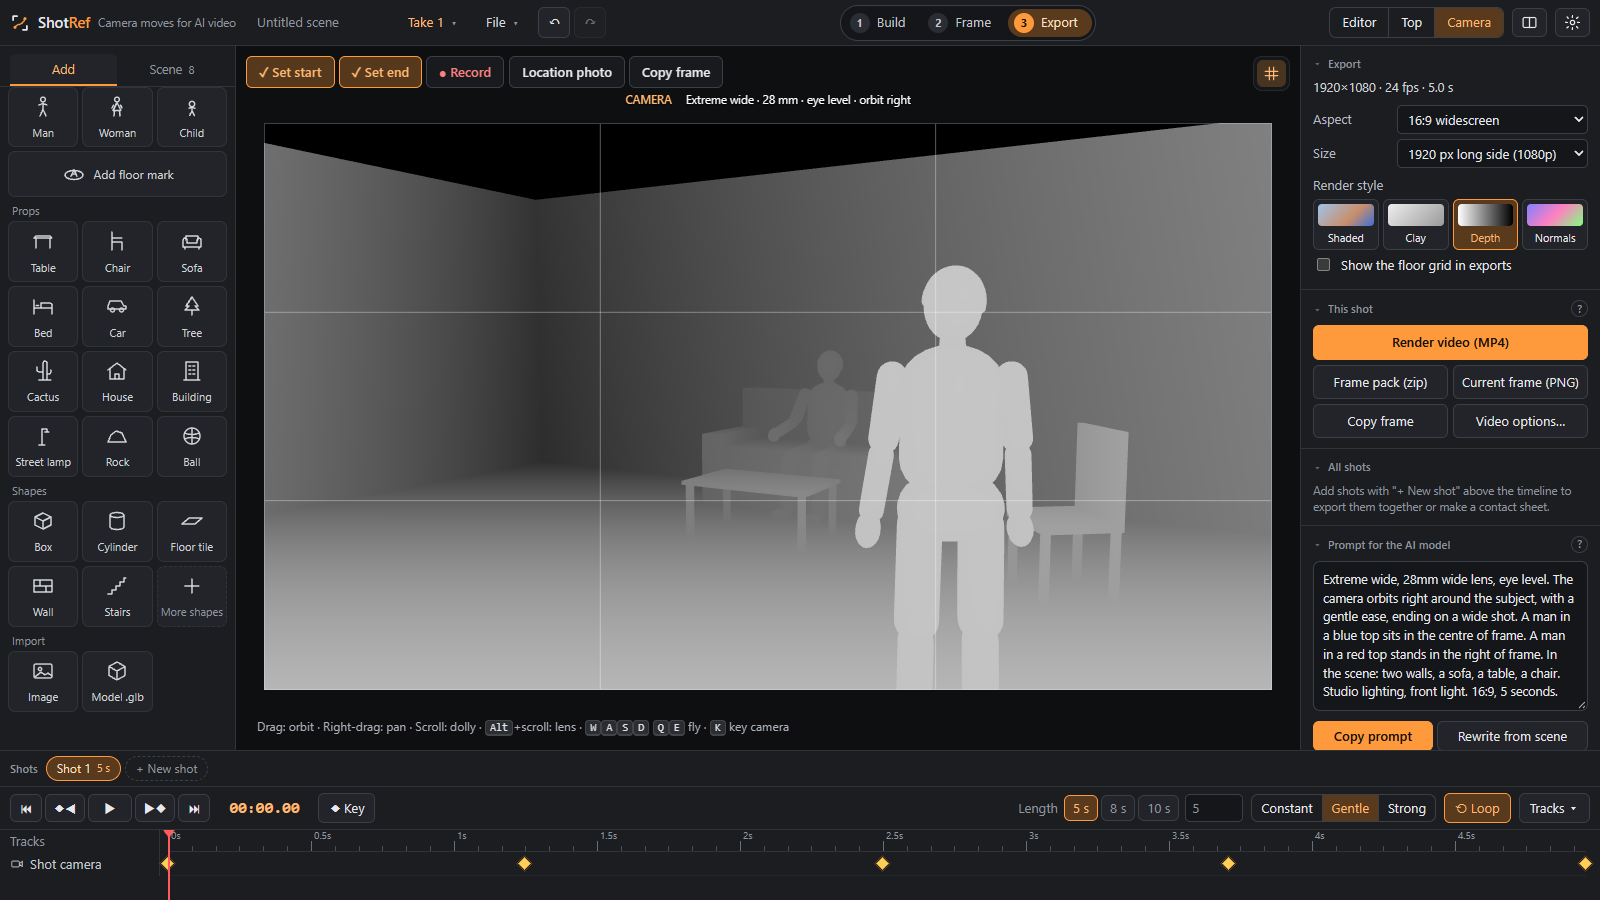 ShotRef Camera moves for AI video Untitled scene Take 1 File 1 Build 2 Frame 3 Export Editor Top Camera
Add Scene 8
Man Woman Child
Add floor mark
Props
Table Chair Sofa
Bed Car Tree
Cactus House Building
Street lamp Rock Ball
Shapes
Box Cylinder Floor tile
Wall Stairs More shapes
Import
Image Model .glb
✓ Set start ✓ Set end ● Record Location photo Copy frame
CAMERA Extreme wide · 28 mm · eye level · orbit right
Drag: orbit · Right-drag: pan · Scroll: dolly · Alt+scroll: lens · W A S D Q E fly · K key camera
Export
1920×1080 · 24 fps · 5.0 s
Aspect 16:9 widescreen
Size 1920 px long side (1080p)
Render style
Shaded Clay Depth Normals
Show the floor grid in exports
This shot ?
Render video (MP4)
Frame pack (zip) Current frame (PNG)
Copy frame Video options...
All shots
Add shots with "+ New shot" above the timeline to
export them together or make a contact sheet.
Prompt for the AI model ?
Extreme wide, 28mm wide lens, eye level. The
camera orbits right around the subject, with a
gentle ease, ending on a wide shot. A man in
a blue top sits in the centre of frame. A man
in a red top stands in the right of frame. In
the scene: two walls, a sofa, a table, a chair.
Studio lighting, front light. 16:9, 5 seconds.
Copy prompt Rewrite from scene
Shots Shot 1 5 s + New shot
00:00.00 Key Length 5 s 8 s 10 s 5 Constant Gentle Strong Loop Tracks
Tracks 0s 0.5s 1s 1.5s 2s 2.5s 3s 3.5s 4s 4.5s
Shot camera